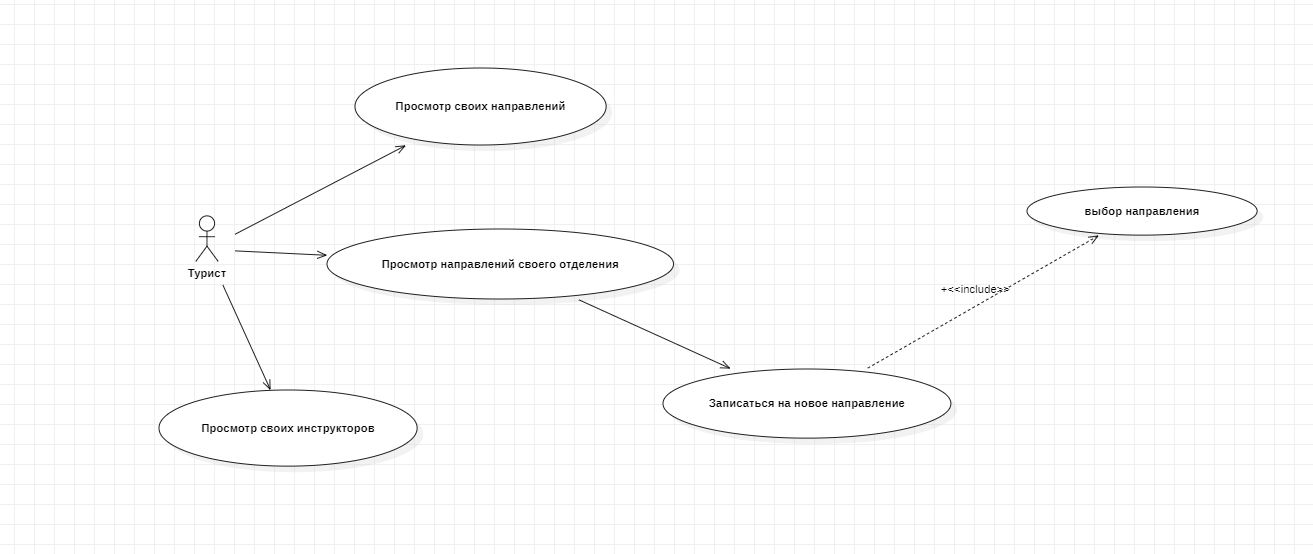 Просмотр своих направлений
выбор направления
Просмотр направлений своего отделения
Турист
+<<include>>
Записаться на новое направление
Просмотр своих инструкторов